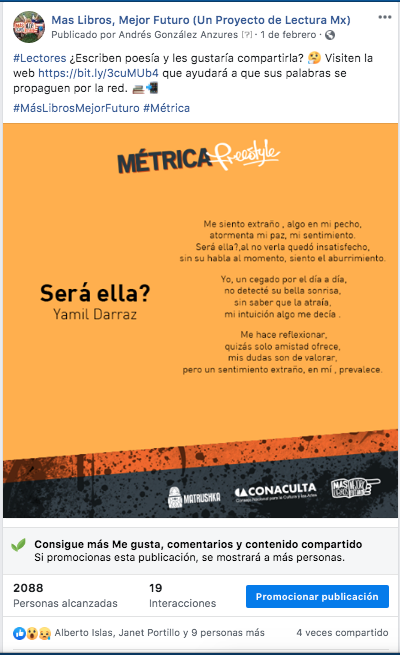 Mas Libros, Mejor Futuro (Un Proyecto de Lectura Mx)
Publicado por Andrés González Anzures [?] · 1 de febrero ·
#Lectores ¿Escriben poesía y les gustaría compartirla? 🤔 Visiten la
web https://bit.ly/3cuMUb4 que ayudará a que sus palabras se
propaguen por la red.
#MásLibrosMejorFuturo #Métrica
MÉTRICA freestyle
Será ella?
Yamil Darraz
Me siento extraño , algo en mi pecho,
atormenta mi paz, mi sentimiento.
Será ella?,al no verla quedó insatisfecho,
sin su habla al momento, siento el aburrimiento.
Yo, un cegado por el día a día,
no detecté su bella sonrisa,
sin saber que la atraía,
mi intuición algo me decía .
Me hace reflexionar,
quizás solo amistad ofrece,
mis dudas son de valorar,
pero un sentimiento extraño, en mí , prevalece.
MATRUSHKA
CONACULTA
Consejo Nacional para la Cultura y las Artes
MÁS MEJOR
LIBROS FUTURO
Consigue más Me gusta, comentarios y contenido compartido
Si promocionas esta publicación, se mostrará a más personas.
2088
Personas alcanzadas
19
Interacciones
Promocionar publicación
Alberto Islas, Janet Portillo y 9 personas más
4 veces compartido